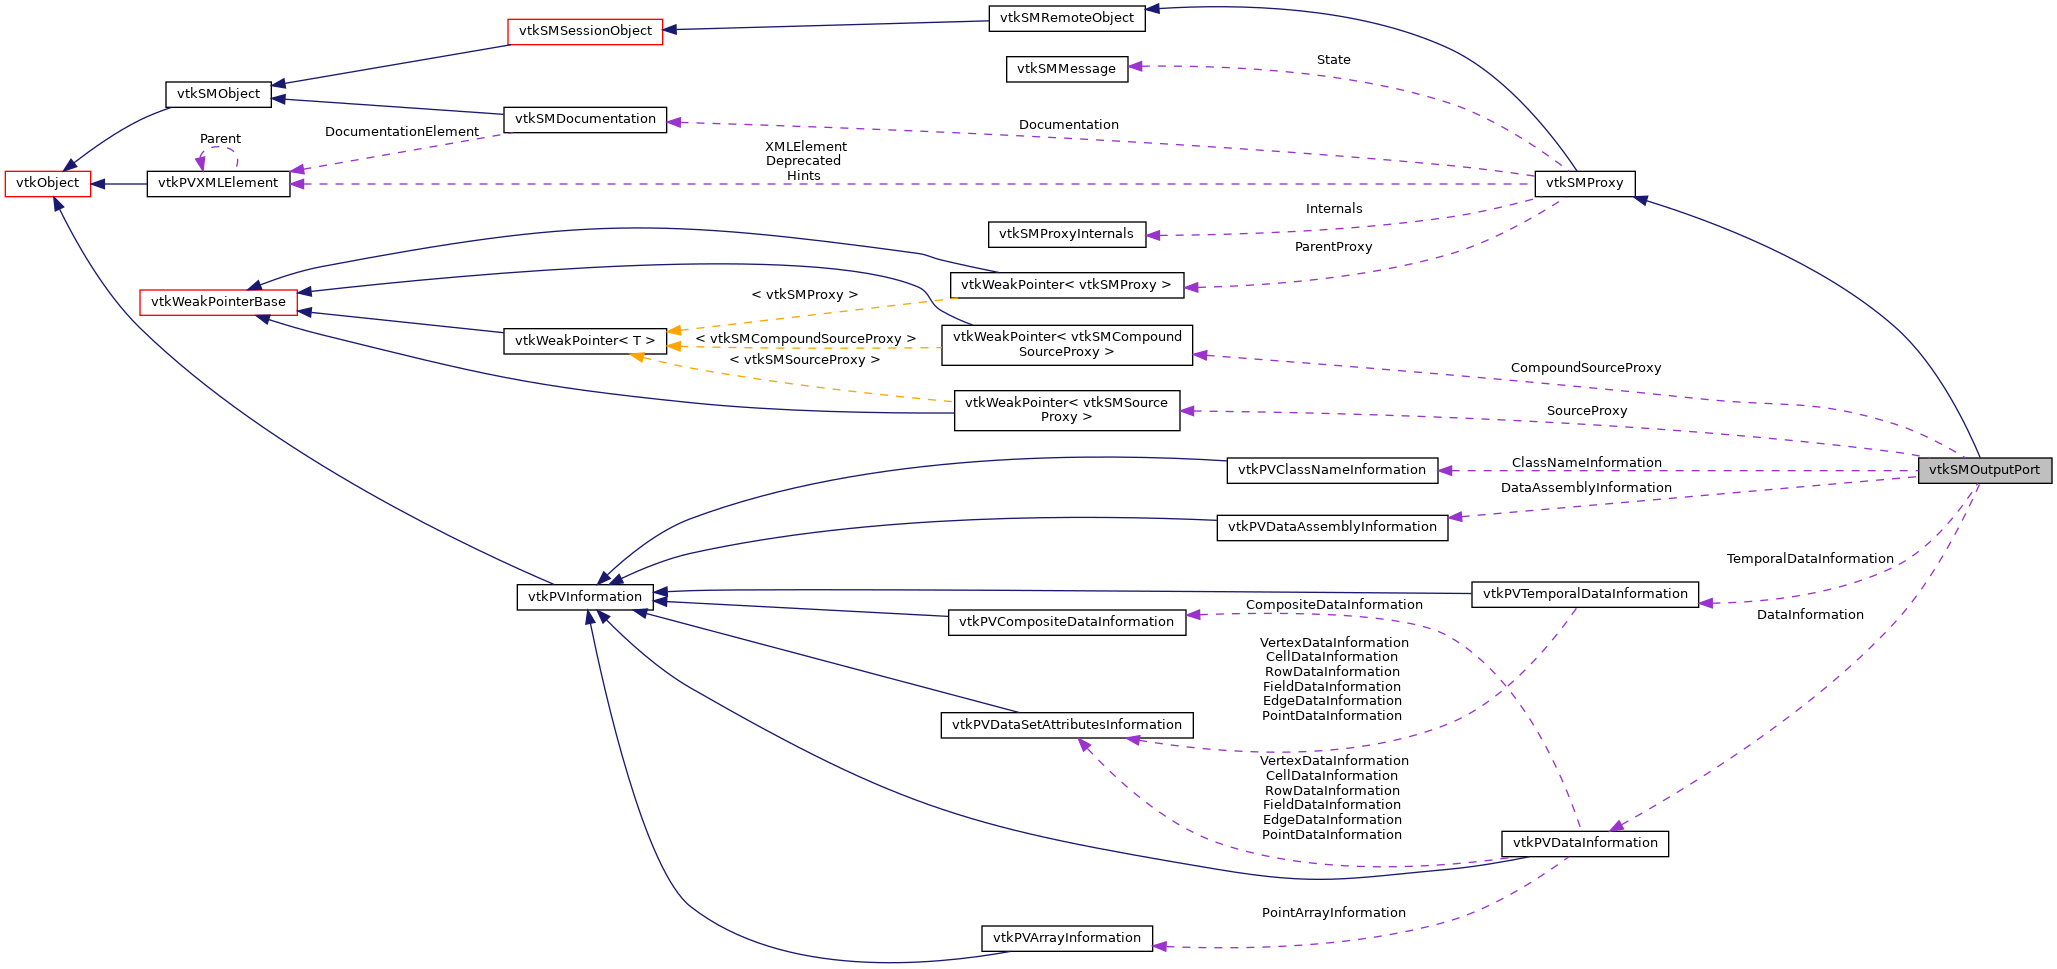 vtkSMRemoteObject
vtkSMSessionObject
State
vtkSMMessage
vtkSMObject
vtkSMDocumentation
Documentation
DocumentationElement
Parent
XMLElement
Deprecated
Hints
vtkObject
vtkPVXMLElement
vtkSMProxy
Internals
vtkSMProxyInternals
ParentProxy
vtkWeakPointer< vtkSMProxy >
< vtkSMProxy >
vtkWeakPointerBase
vtkWeakPointer< T >
< vtkSMCompoundSourceProxy >
vtkWeakPointer< vtkSMCompound
SourceProxy >
< vtkSMSourceProxy >
CompoundSourceProxy
vtkWeakPointer< vtkSMSource
Proxy >
SourceProxy
ClassNameInformation
vtkPVClassNameInformation
vtkSMOutputPort
DataAssemblyInformation
vtkPVDataAssemblyInformation
TemporalDataInformation
vtkPVTemporalDataInformation
vtkPVInformation
CompositeDataInformation
DataInformation
vtkPVCompositeDataInformation
VertexDataInformation
CellDataInformation
RowDataInformation
FieldDataInformation
EdgeDataInformation
PointDataInformation
vtkPVDataSetAttributesInformation
VertexDataInformation
CellDataInformation
RowDataInformation
FieldDataInformation
EdgeDataInformation
PointDataInformation
vtkPVDataInformation
PointArrayInformation
vtkPVArrayInformation